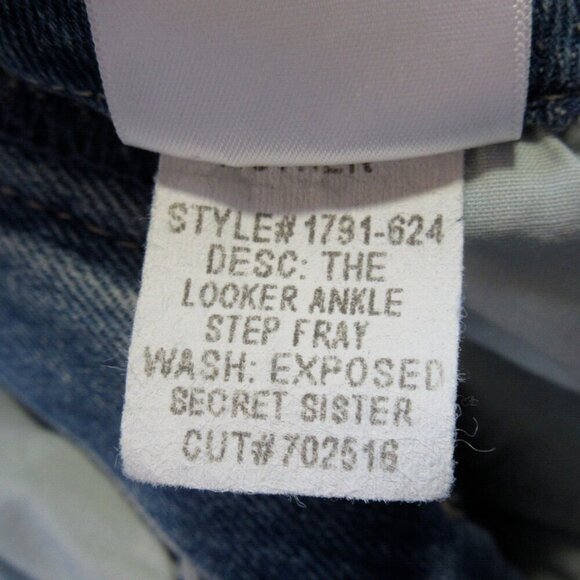 STYLE# 1791-624
DESC: THE
LOOKER ANKLE
STEP FRAY
WASH: EXPOSED
SECRET SISTER
CUT# 702516